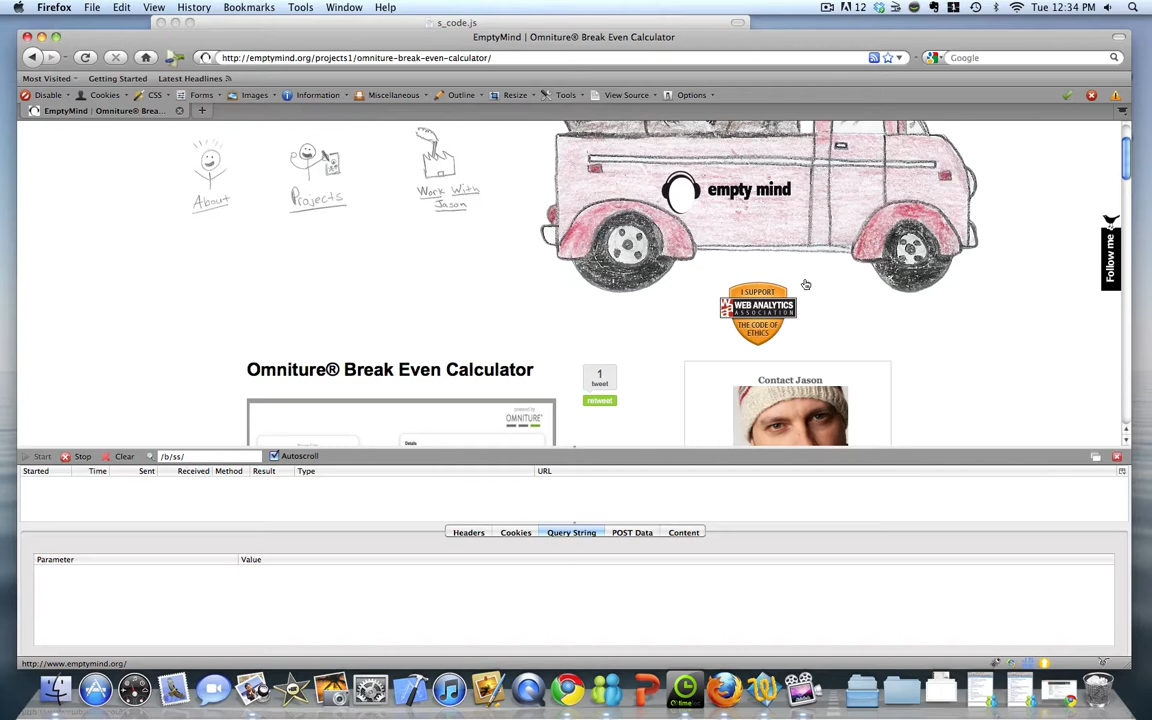 Firefox File Edit View History Bookmarks Tools Window Help
12
1
Tue 12:34 PM
s_code.js
EmptyMind | Omniture® Break Even Calculator
http://emptymind.org/projects1/omniture-break-even-calculator/
Google
Most Visited Getting Started Latest Headlines
Disable Cookies CSS Forms Images Information Miscellaneous Outline Resize Tools View Source Options
EmptyMind | Omniture® Brea...
About
Projects
Work With
Jason
empty mind
Follow me
I SUPPORT
WEB ANALYTICS
ASSOCIATION
THE CODE OF
ETHICS
Omniture® Break Even Calculator
1
tweet
retweet
Contact Jason
powered by
OMNITURE
Details
Start Stop Clear /b/ss/ Autoscroll
Started Time Sent Received Method Result Type URL
Headers Cookies Query String POST Data Content
Parameter Value
http://www.emptymind.org/